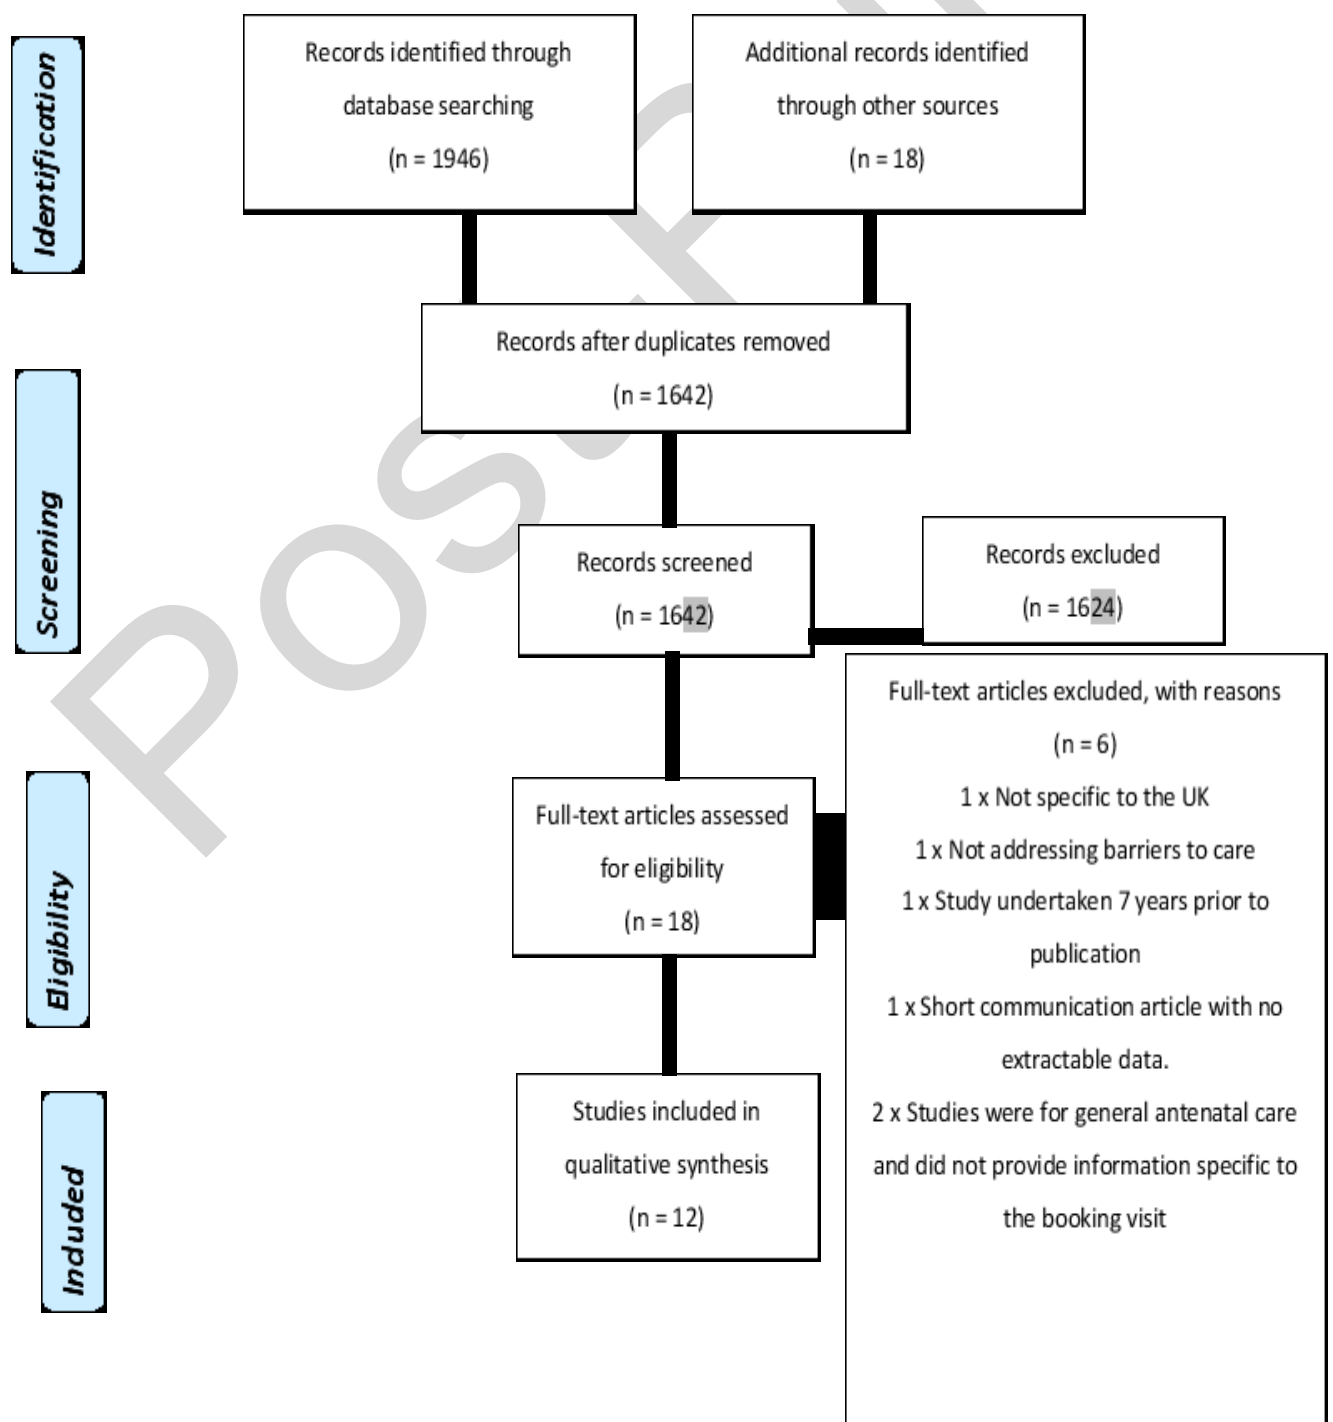 Identification
Records identified through
database searching
(n = 1946)
Additional records identified
through other sources
(n = 18)
Records after duplicates removed
(n = 1642)
Screening
Records screened
(n = 1642)
Records excluded
(n = 1624)
Eligibility
Full-text articles assessed
for eligibility
(n = 18)
Full-text articles excluded, with reasons
(n = 6)
1 x Not specific to the UK
1 x Not addressing barriers to care
1 x Study undertaken 7 years prior to
publication
1 x Short communication article with no
extractable data.
2 x Studies were for general antenatal care
and did not provide information specific to
the booking visit
Included
Studies included in
qualitative synthesis
(n = 12)